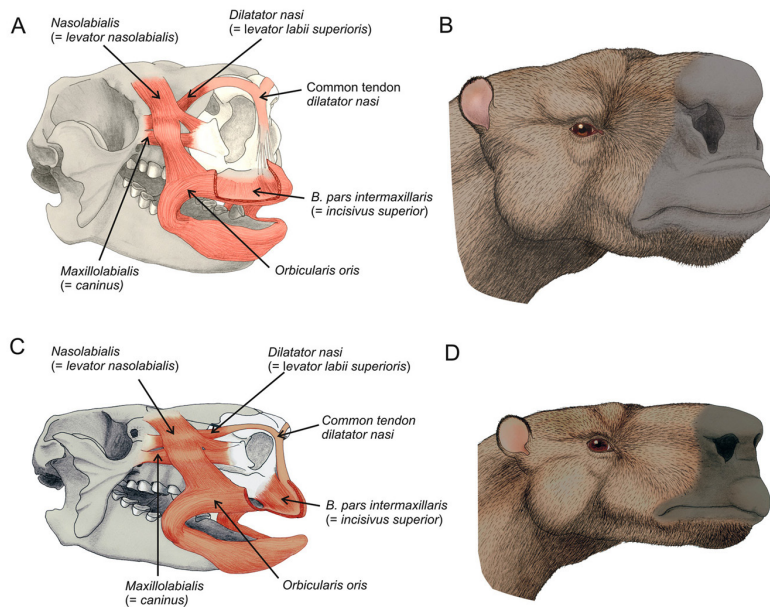 A
Nasolabialis
(= levator nasolabialis)
Dilatator nasi
(= levator labii superioris)
Common tendon
dilatator nasi
B. pars intermaxillaris
(= incisivus superior)
Orbicularis oris
Maxillolabialis
(= caninus)
B
C
Nasolabialis
(= levator nasolabialis)
Dilatator nasi
(= levator labii superioris)
Common tendon
dilatator nasi
B. pars intermaxillaris
(= incisivus superior)
Orbicularis oris
Maxillolabialis
(= caninus)
D